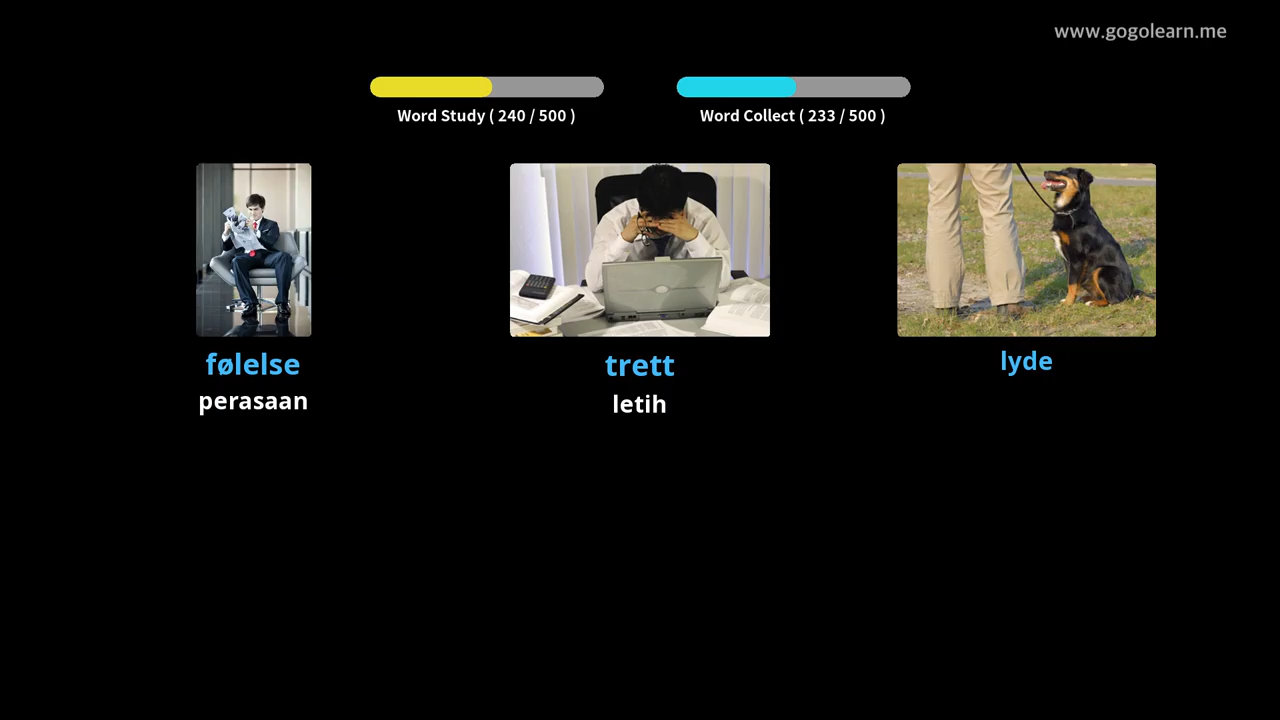 www.gogolearn.me
Word Study ( 240 / 500 )
Word Collect ( 233 / 500 )
følelse
perasaan
trett
letih
lyde